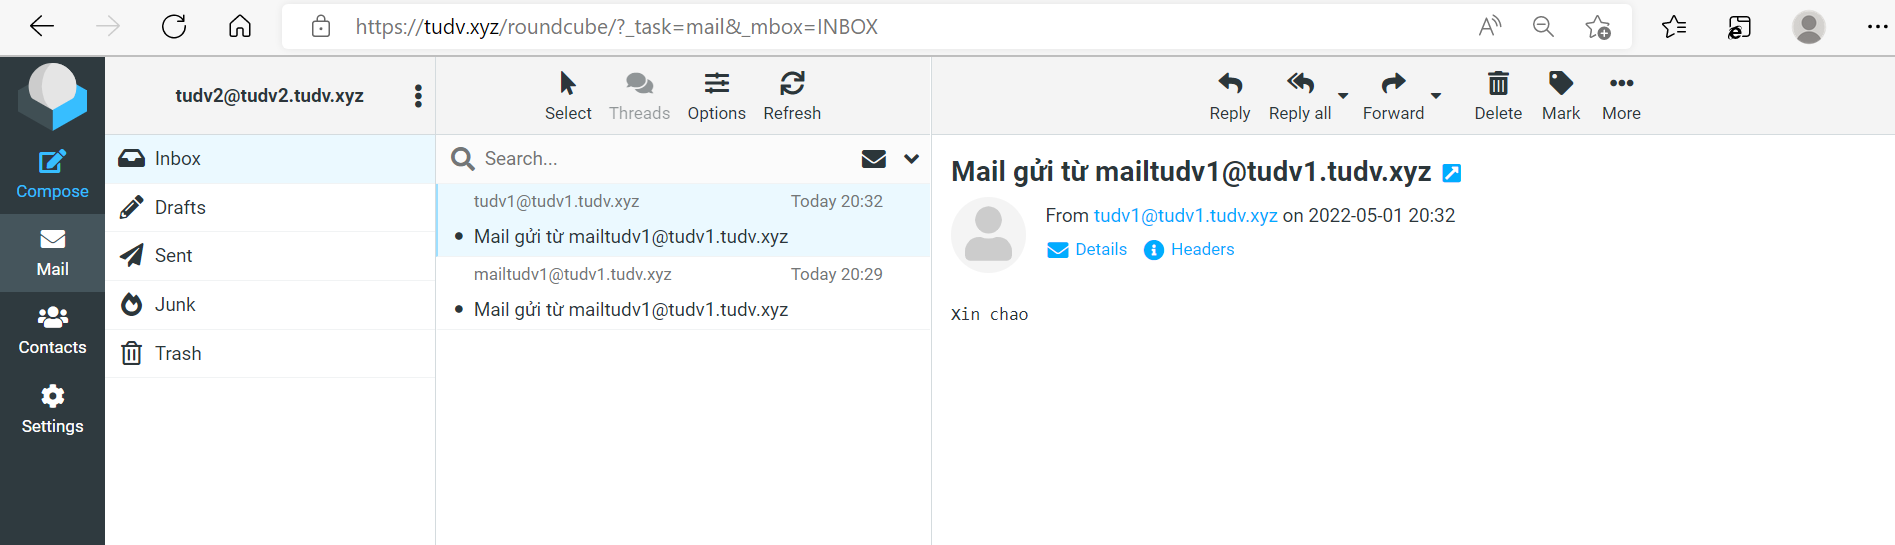 https://tudv.xyz/roundcube/?_task=mail&_mbox=INBOX
tudv2@tudv2.tudv.xyz
Compose
Mail
Contacts
Settings
Inbox
Drafts
Sent
Junk
Trash
Select Threads Options Refresh
Search...
tudv1@tudv1.tudv.xyz Today 20:32
Mail gửi từ mailtudv1@tudv1.tudv.xyz
mailtudv1@tudv1.tudv.xyz Today 20:29
Mail gửi từ mailtudv1@tudv1.tudv.xyz
Reply Reply all Forward Delete Mark More
Mail gửi từ mailtudv1@tudv1.tudv.xyz
From tudv1@tudv1.tudv.xyz on 2022-05-01 20:32
Details Headers
Xin chao